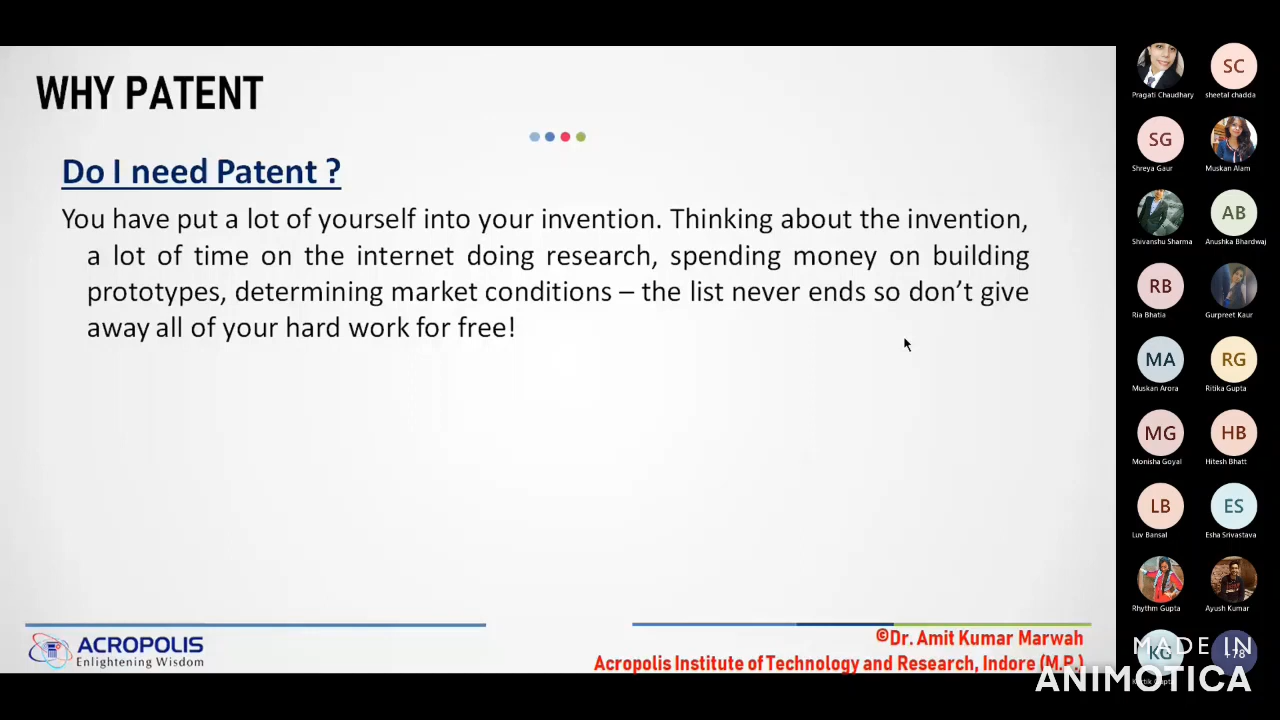 WHY PATENT
Do I need Patent ?
You have put a lot of yourself into your invention. Thinking about the invention,
a lot of time on the internet doing research, spending money on building
prototypes, determining market conditions – the list never ends so don't give
away all of your hard work for free!
ACROPOLIS
Enlightening Wisdom
©Dr. Amit Kumar Marwah
Acropolis Institute of Technology and Research, Indore (M.P.)
Pragati Chaudhary
SC
sheetal chadda
SG
Shreya Gaur
Muskan Alam
Shivanshu Sharma
AB
Anushka Bhardwaj
RB
Ria Bhatia
Gurpreet Kaur
MA
Muskan Arora
RG
Ritika Gupta
MG
Monisha Goyal
HB
Hitesh Bhatt
LB
Luv Bansal
ES
Esha Srivastava
Rhythm Gupta
Ayush Kumar
KG
+78
MADE IN
ANIMOTICA